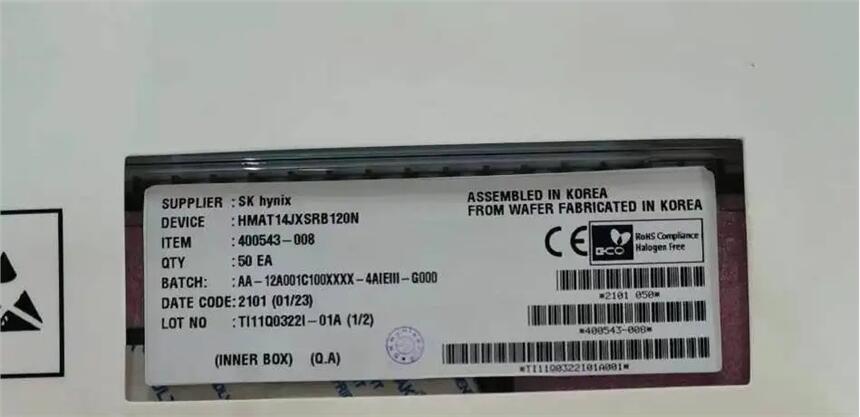 SUPPLIER : SK hynix
DEVICE : HMAT14JXSRB120N
ITEM : 400543-008
QTY : 50 EA
BATCH: : AA-12A001C100XXXX-4AIEIII-G000
DATE CODE: 2101 (01/23)
LOT NO : TI11Q0322I-01A (1/2)
(INNER BOX) (Q.A)
ASSEMBLED IN KOREA
FROM WAFER FABRICATED IN KOREA
CE
ECO
RoHS Compliance
Halogen Free
*2101 050*
*400543-008*
*TI11Q0322I01A001*